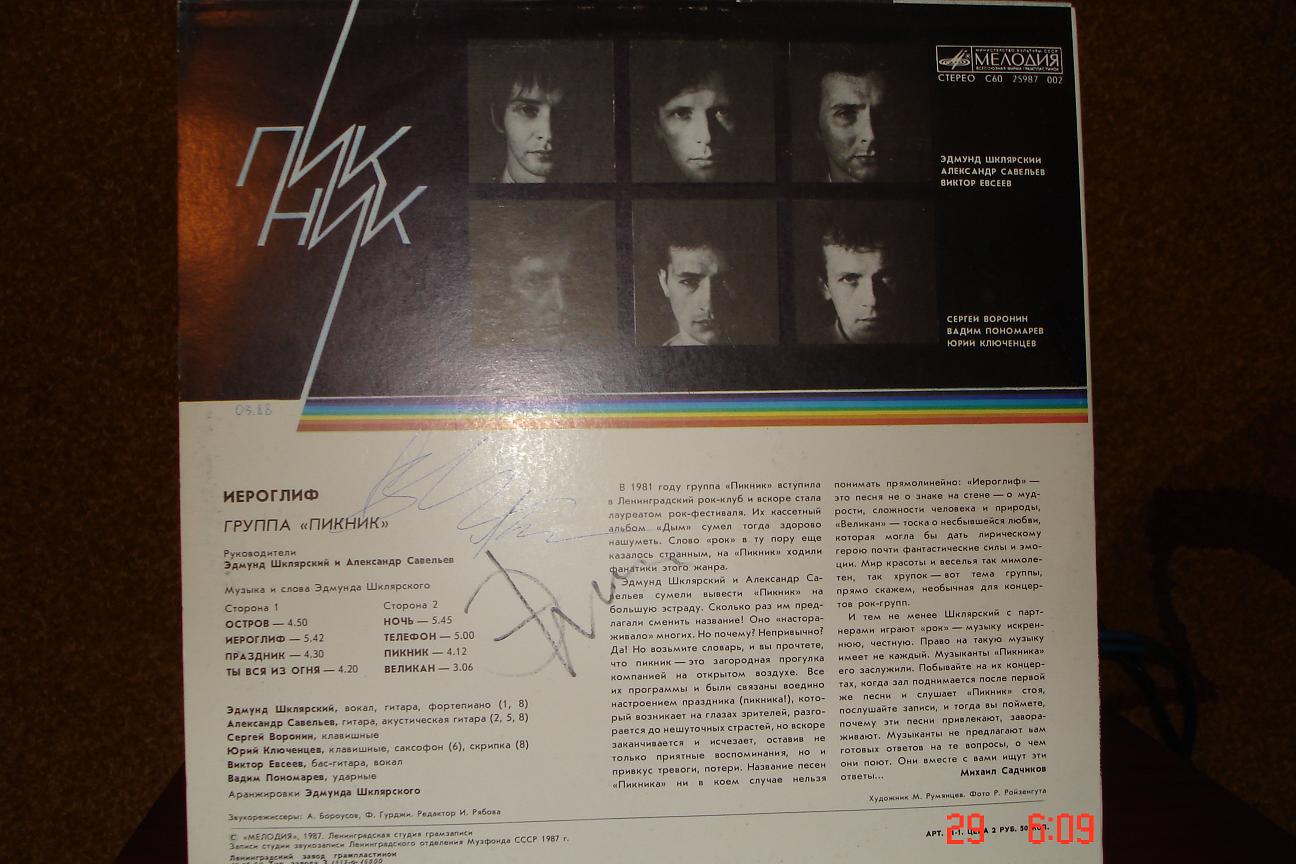 ПИК
НИК
МИНИСТЕРСТВО КУЛЬТУРЫ СССР
МЕЛОДИЯ
ВСЕСОЮЗНАЯ ФИРМА ГРАМПЛАСТИНОК
СТЕРЕО С60 25987 002
ЭДМУНД ШКЛЯРСКИЙ
АЛЕКСАНДР САВЕЛЬЕВ
ВИКТОР ЕВСЕЕВ
СЕРГЕЙ ВОРОНИН
ВАДИМ ПОНОМАРЕВ
ЮРИЙ КЛЮЧЕНЦЕВ
03.88
ИЕРОГЛИФ
ГРУППА «ПИКНИК»
Руководители
Эдмунд Шклярский и Александр Савельев
Музыка и слова Эдмунда Шклярского
Сторона 1
ОСТРОВ — 4.50
ИЕРОГЛИФ — 5.42
ПРАЗДНИК — 4.30
ТЫ ВСЯ ИЗ ОГНЯ — 4.20
Сторона 2
НОЧЬ — 5.45
ТЕЛЕФОН — 5.00
ПИКНИК — 4.12
ВЕЛИКАН — 3.06
Эдмунд Шклярский, вокал, гитара, фортепиано (1, 8)
Александр Савельев, гитара, акустическая гитара (2, 5, 8)
Сергей Воронин, клавишные
Юрий Ключенцев, клавишные, саксофон (6), скрипка (8)
Виктор Евсеев, бас-гитара, вокал
Вадим Пономарев, ударные
Аранжировки Эдмунда Шклярского
Звукорежиссеры: А. Бороусов, Ф. Гурджи. Редактор И. Рябова
© «МЕЛОДИЯ», 1987. Ленинградская студия грамзаписи
Записи студии звукозаписи Ленинградского отделения Музфонда СССР 1987 г.
Ленинградский завод грампластинок
В 1981 году группа «Пикник» вступила
в Ленинградский рок-клуб и вскоре стала
лауреатом рок-фестиваля. Их кассетный
альбом «Дым» сумел тогда здорово
нашуметь. Слово «рок» в ту пору еще
казалось странным, на «Пикник» ходили
фанатики этого жанра.
Эдмунд Шклярский и Александр Са-
вельев сумели вывести «Пикник» на
большую эстраду. Сколько раз им пред-
лагали сменить название! Оно «настора-
живало» многих. Но почему? Непривычно?
Да! Но возьмите словарь, и вы прочтете,
что пикник — это загородная прогулка
компанией на открытом воздухе. Все
их программы и были связаны воедино
настроением праздника (пикника!), кото-
рый возникает на глазах зрителей, разго-
рается до нешуточных страстей, но вскоре
заканчивается и исчезает, оставив не
только приятные воспоминания, но и
привкус тревоги, потери. Название песен
«Пикника» ни в коем случае нельзя
понимать прямолинейно: «Иероглиф» —
это песня не о знаке на стене — о муд-
рости, сложности человека и природы,
«Великан» — тоска о несбывшейся любви,
которая могла бы дать лирическому
герою почти фантастические силы и эмо-
ции. Мир красоты и веселья так мимоле-
тен, так хрупок — вот тема группы,
прямо скажем, необычная для концер-
тов рок-групп.
И тем не менее Шклярский с парт-
нерами играют «рок» — музыку искрен-
нюю, честную. Право на такую музыку
имеет не каждый. Музыканты «Пикника»
его заслужили. Побывайте на их концер-
тах, когда зал поднимается после первой
же песни и слушает «Пикник» стоя,
послушайте записи, и тогда вы поймете,
почему эти песни привлекают, завора-
живают. Музыканты не предлагают вам
готовых ответов на те вопросы, о чем
они поют. Они вместе с вами ищут эти
ответы...
Михаил Садчиков
Художник М. Румянцев. Фото Р. Ройзенгута
АРТ. 11-1. ЦЕНА 2 РУБ. 50 КОП.
29 6:09